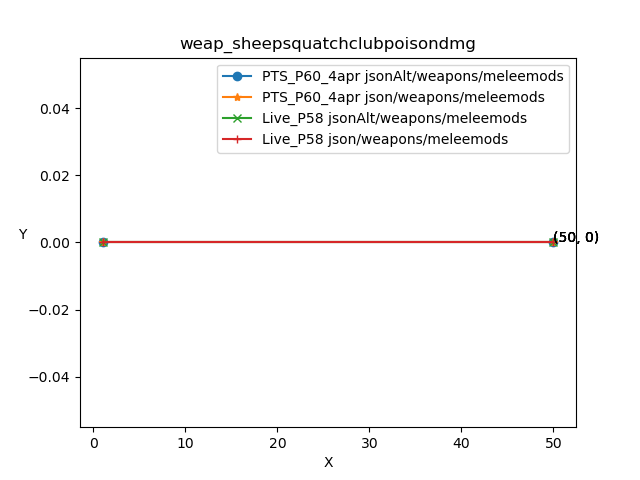 weap_sheepsquatchclubpoisondmg
PTS_P60_4apr jsonAlt/weapons/meleemods
PTS_P60_4apr json/weapons/meleemods
Live_P58 jsonAlt/weapons/meleemods
Live_P58 json/weapons/meleemods
0.04
0.02
Y
0.00
(50, 0)
−0.02
−0.04
0 10 20 30 40 50
X